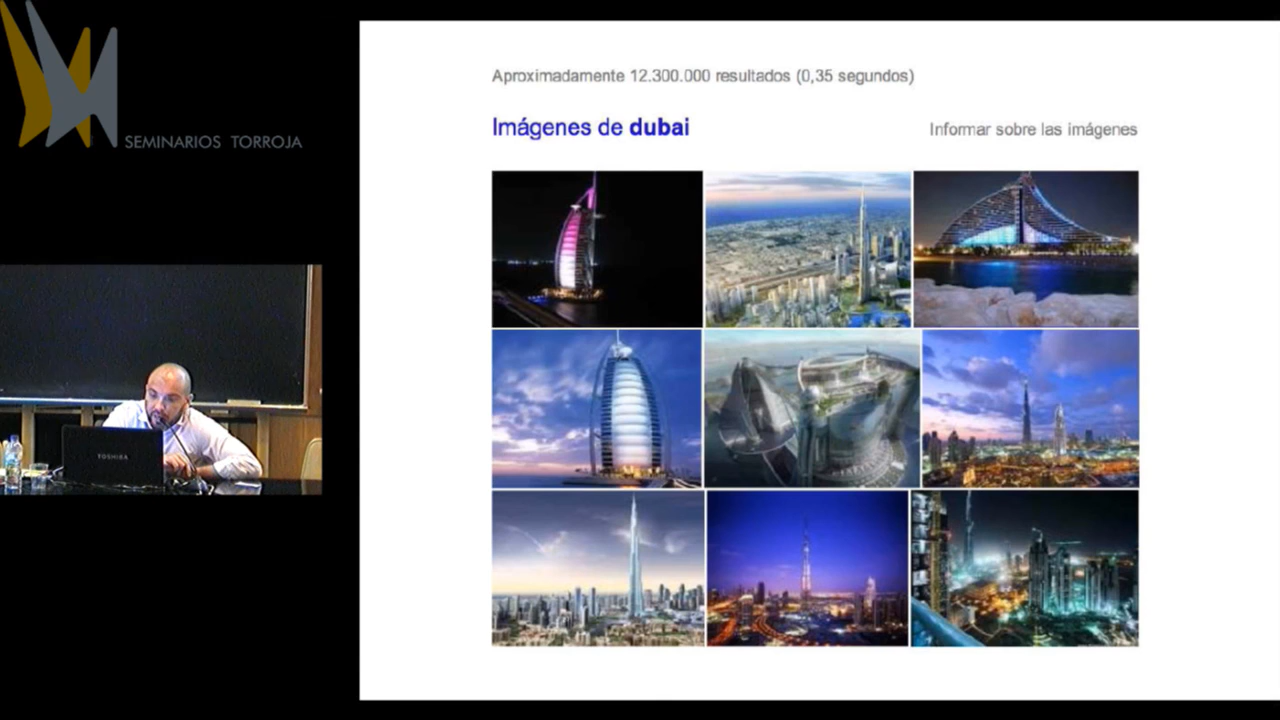 SEMINARIOS TORROJA
Aproximadamente 12.300.000 resultados (0,35 segundos)
Imágenes de dubai
Informar sobre las imágenes
TOSHIBA